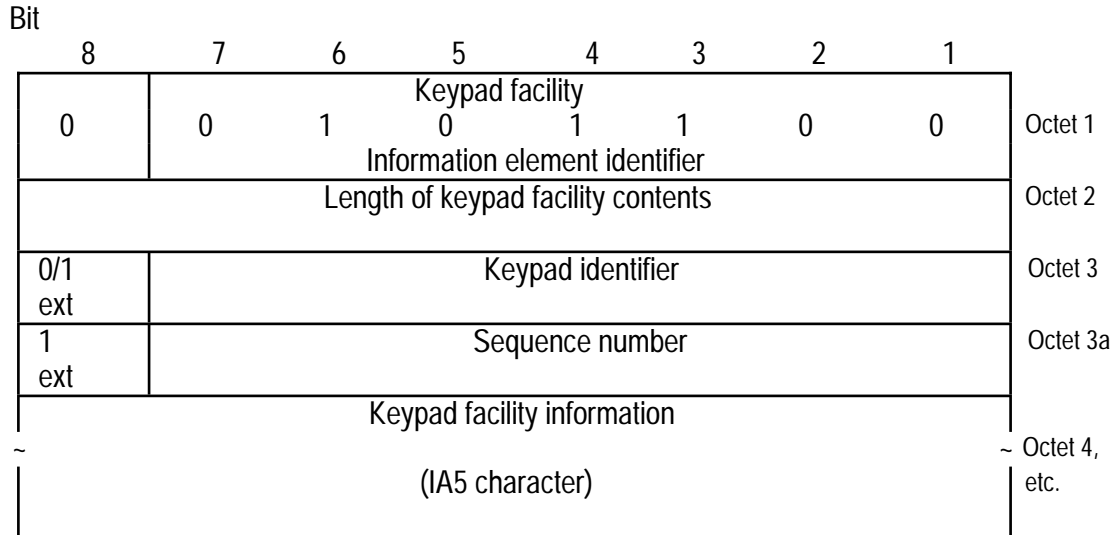 Bit
8 7 6 5 4 3 2 1
Keypad facility
0 0 1 0 1 1 0 0 Octet 1
Information element identifier
Length of keypad facility contents Octet 2
0/1 Keypad identifier Octet 3
ext
1 Sequence number Octet 3a
ext
Keypad facility information
~ ~ Octet 4,
(IA5 character) etc.